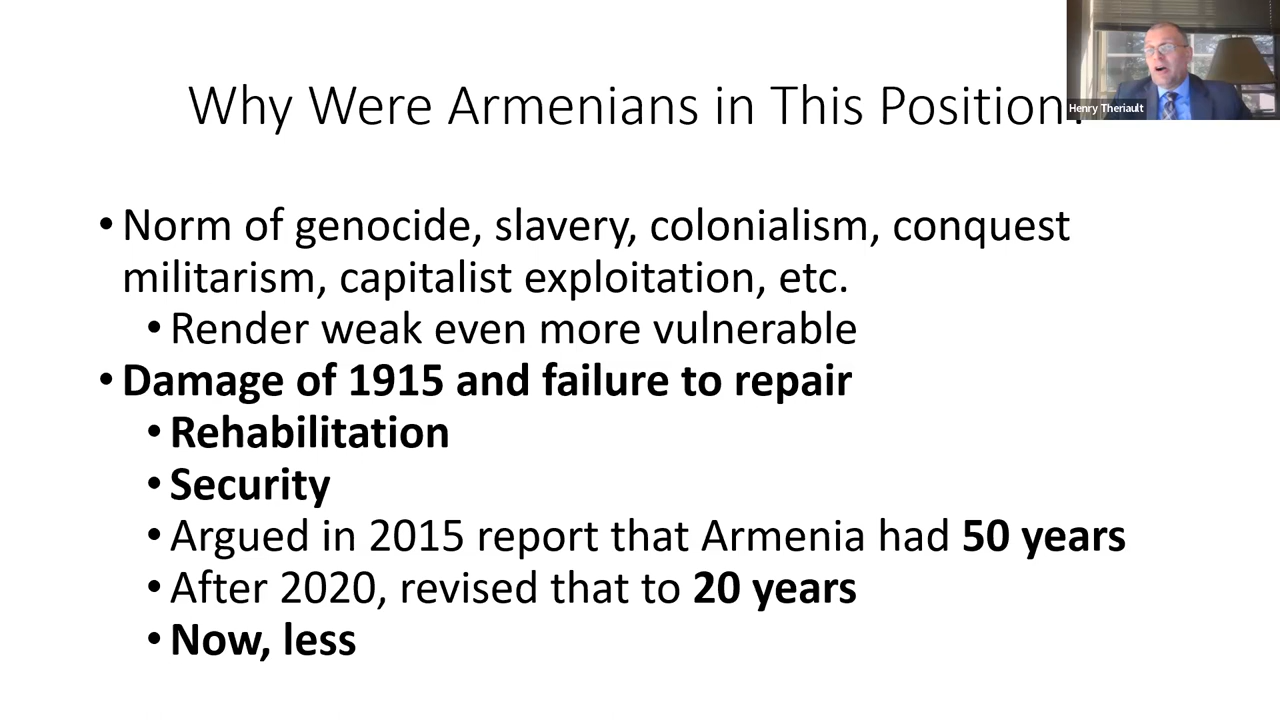 Why Were Armenians in This Position?
Henry Theriault
• Norm of genocide, slavery, colonialism, conquest
militarism, capitalist exploitation, etc.
• Render weak even more vulnerable
• Damage of 1915 and failure to repair
• Rehabilitation
• Security
• Argued in 2015 report that Armenia had 50 years
• After 2020, revised that to 20 years
• Now, less